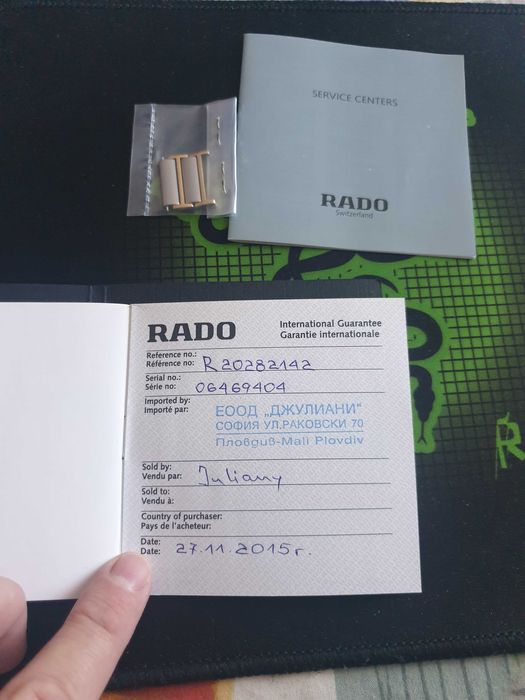 SERVICE CENTERS
RADO
Switzerland
RADO
International Guarantee
Garantie internationale
Reference no.:
Référence no: R20282142
Serial no.:
Série no: 06469404
Imported by:
Importé par:
ЕООД „ДЖУЛИАНИ"
СОФИЯ УЛ.РАКОВСКИ 70
Пловдив-Mall Plovdiv
Sold by:
Vendu par: Juliany
Sold to:
Vendu à:
Country of purchaser:
Pays de l'acheteur:
Date:
Date: 27.11.2015г.
R